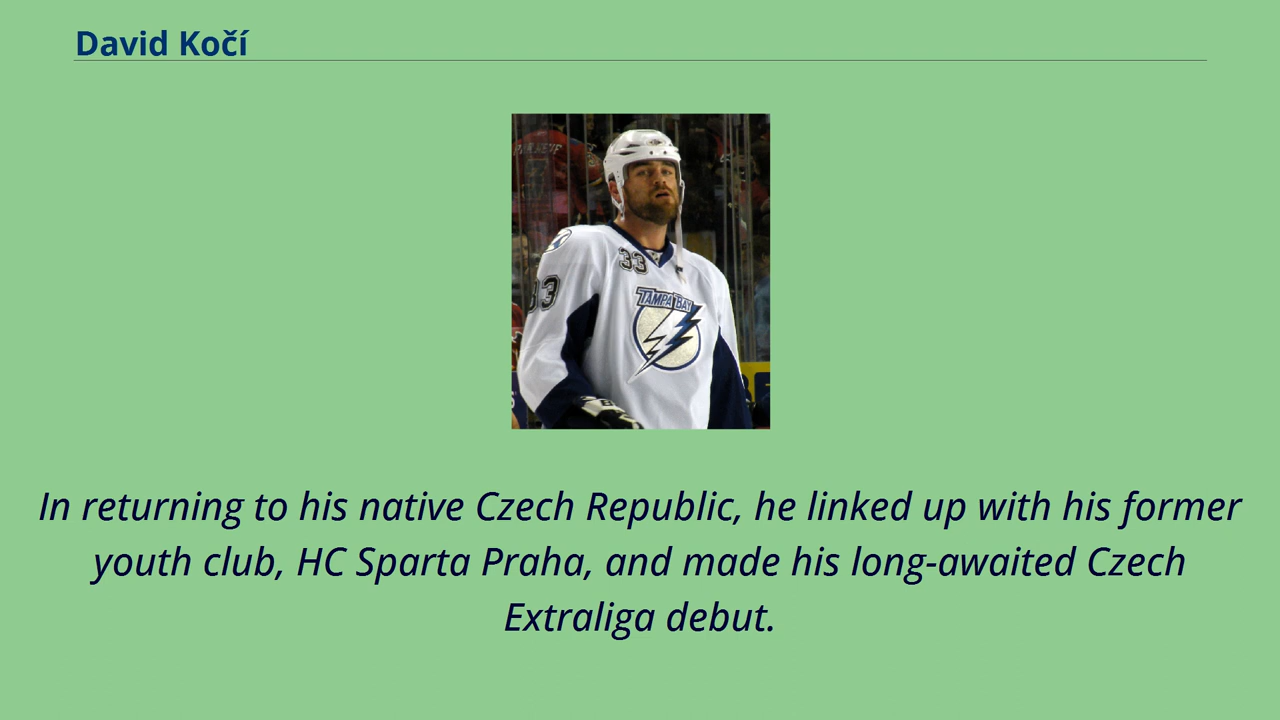 David Kočí
33
33
TAMPA BAY
In returning to his native Czech Republic, he linked up with his former
youth club, HC Sparta Praha, and made his long-awaited Czech
Extraliga debut.